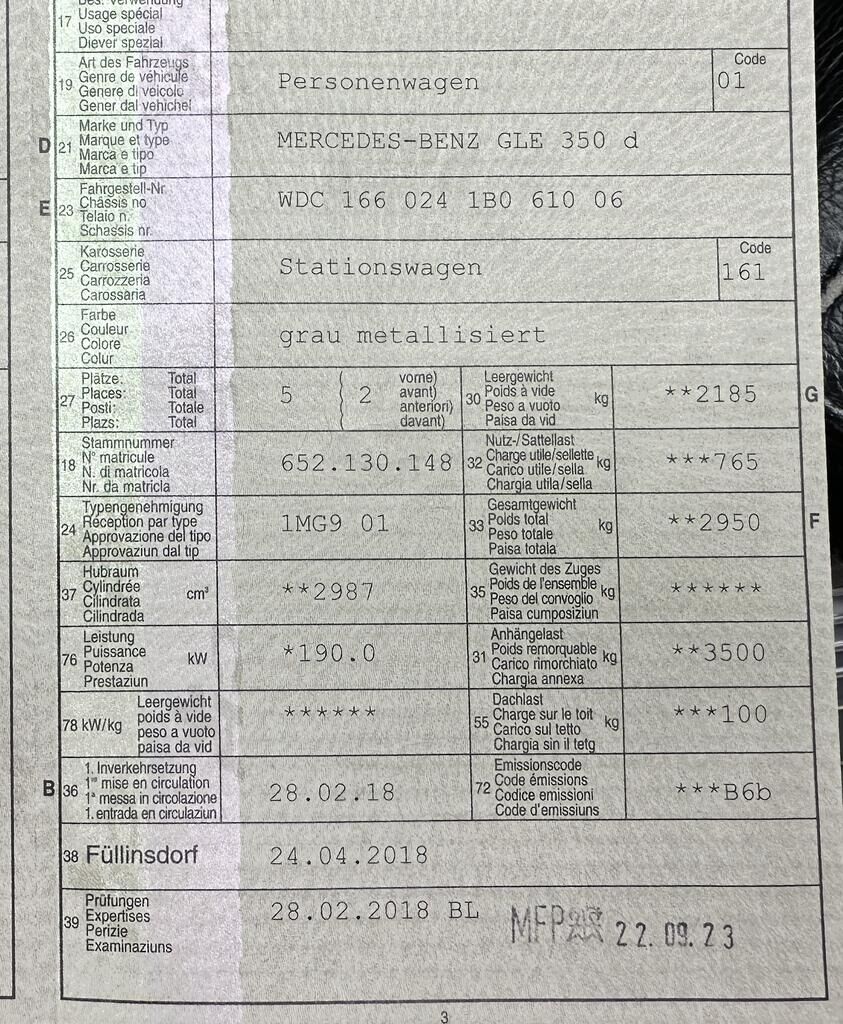 17 Usage spécial
Uso speciale
Diever spezial
19 Art des Fahrzeugs
Genre de véhicule
Genere di veicolo
Gener dal vehichel
Personenwagen
Code
01
D 21 Marke und Typ
Marque et type
Marca e tipo
Marca e tip
MERCEDES-BENZ GLE 350 d
E 23 Fahrgestell-Nr
Châssis no
Telaio n.
Schassis nr.
WDC 166 024 1B0 610 06
25 Karosserie
Carrosserie
Carrozzeria
Carossaria
Stationswagen
Code
161
26 Farbe
Couleur
Colore
Colur
grau metallisiert
27 Plätze: Total
Places: Total
Posti: Totale
Plazs: Total
5 2 vorne)
avant)
anteriori)
davant)
30 Leergewicht
Poids à vide
Peso a vuoto
Paisa da vid
kg
**2185
G
18 Stammnummer
N° matricule
N. di matricola
Nr. da matricla
652.130.148
32 Nutz-/Sattellast
Charge utile/sellette
Carico utile/sella
Chargia utila/sella
kg
***765
24 Typengenehmigung
Réception par type
Approvazione del tipo
Approvaziun dal tip
1MG9 01
33 Gesamtgewicht
Poids total
Peso totale
Paisa totala
kg
**2950
F
37 Hubraum
Cylindrée
Cilindrata
Cilindrada
cm³
**2987
35 Gewicht des Zuges
Poids de l'ensemble
Peso del convoglio
Paisa cumposiziun
kg
******
76 Leistung
Puissance
Potenza
Prestaziun
kW
*190.0
31 Anhängelast
Poids remorquable
Carico rimorchiato
Chargia annexa
kg
**3500
78 kW/kg Leergewicht
poids à vide
peso a vuoto
paisa da vid
******
55 Dachlast
Charge sur le toit
Carico sul tetto
Chargia sin il tetg
kg
***100
B 36 1. Inverkehrsetzung
1re mise en circulation
1a messa in circolazione
1. entrada en circulaziun
28.02.18
72 Emissionscode
Code émissions
Codice emissioni
Code d'emissiuns
***B6b
38 Füllinsdorf
24.04.2018
39 Prüfungen
Expertises
Perizie
Examinaziuns
28.02.2018 BL
MFP 22.09.23
3